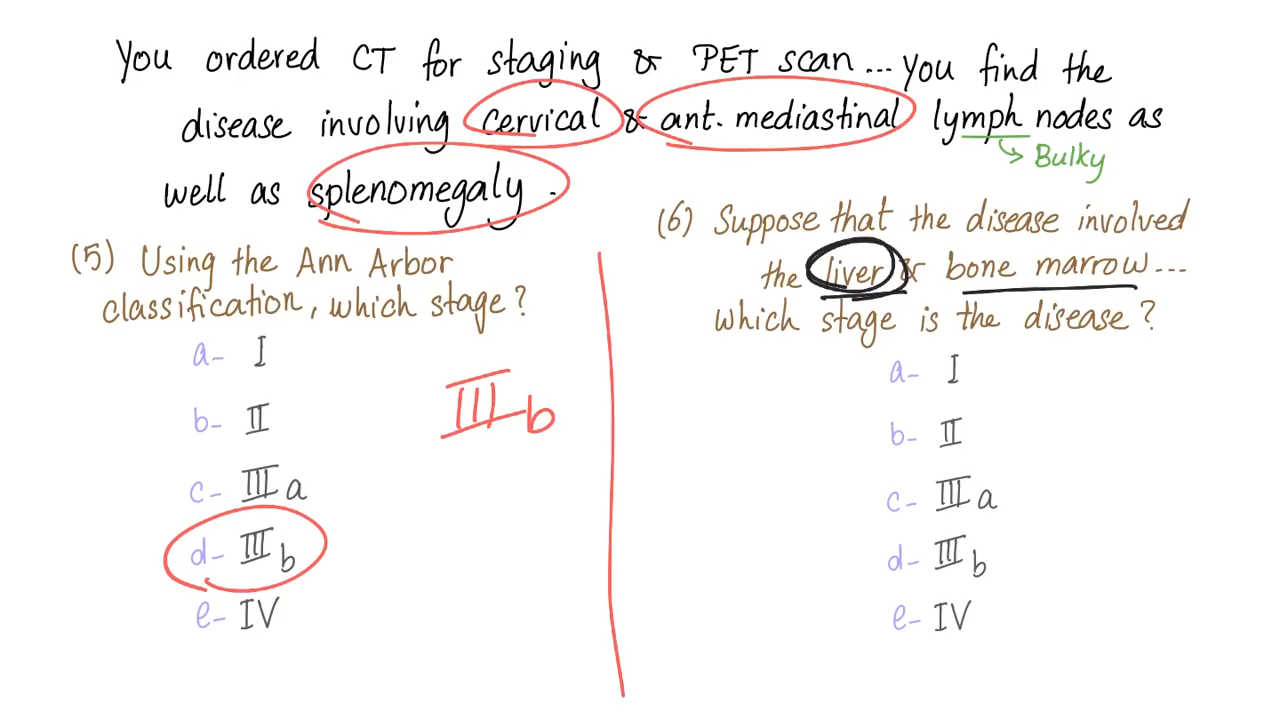 You ordered CT for staging & PET scan... you find the
disease involving cervical & ant. mediastinal lymph nodes as
Bulky
well as splenomegaly.
(5) Using the Ann Arbor
classification, which stage?
a- I
b- II
c- III a
d- III b
e- IV
III b
(6) Suppose that the disease involved
the liver & bone marrow...
which stage is the disease?
a- I
b- II
c- III a
d- III b
e- IV